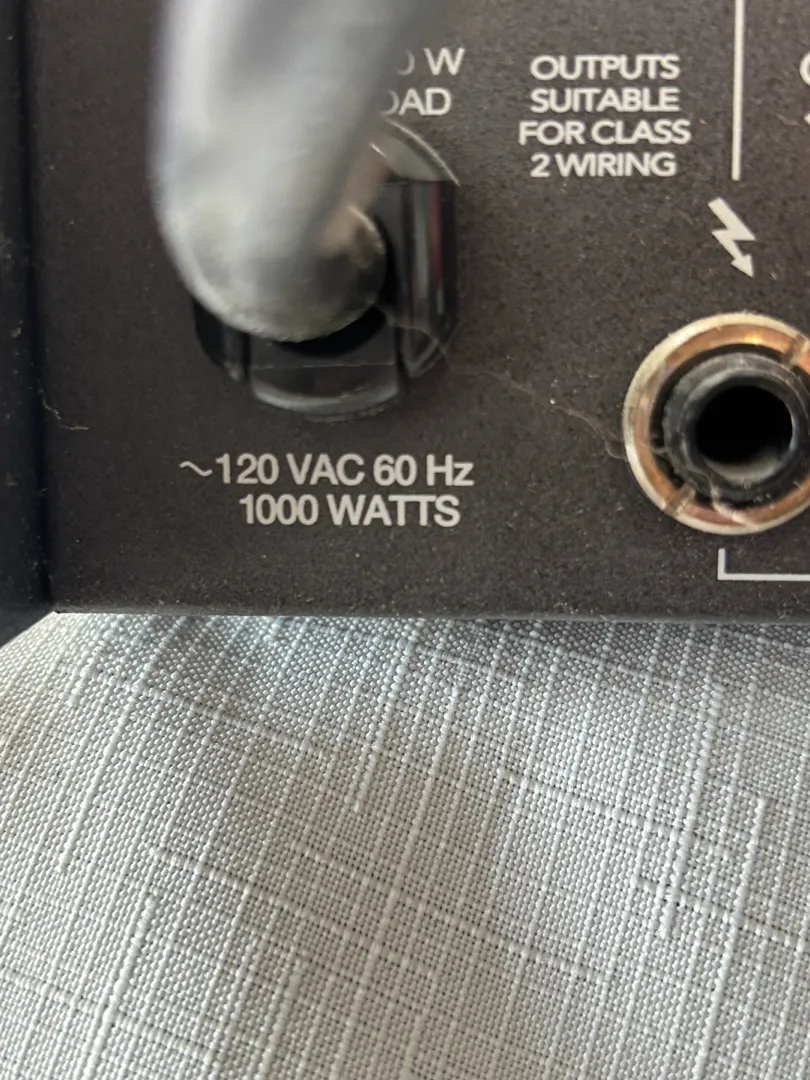 W
OUTPUTS
SUITABLE
FOR CLASS
2 WIRING
~120 VAC 60 Hz
1000 WATTS